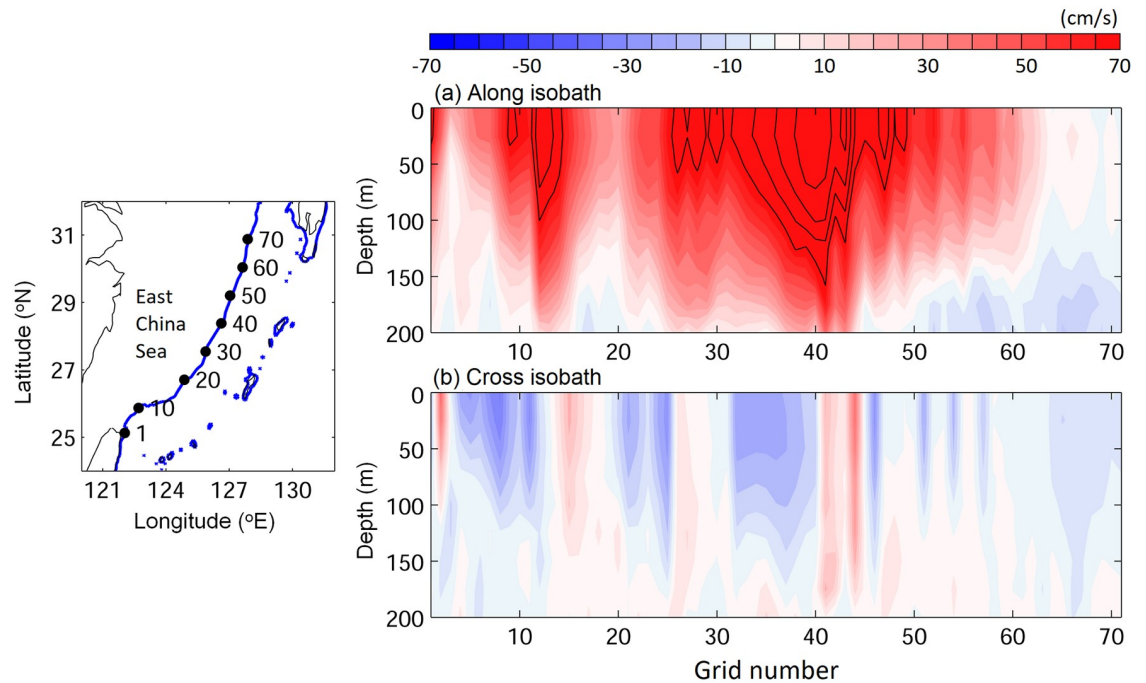 (cm/s)
-70 -50 -30 -10 10 30 50 70
(a) Along isobath
0
50
100
150
200
Depth (m)
10 20 30 40 50 60 70
(b) Cross isobath
0
50
100
150
200
Depth (m)
10 20 30 40 50 60 70
Grid number
31
29
27
25
Latitude (°N)
East
China
Sea
70
60
50
40
30
20
10
1
121 124 127 130
Longitude (°E)